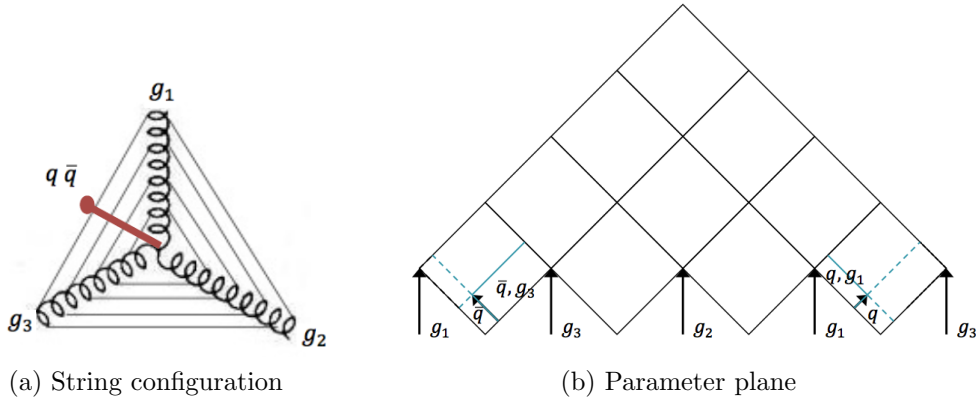 g₁
q q̄
g₃
g₂
q̄, g₃
q, g₁
q̄
q
g₁
g₃
g₂
g₁
g₃
(a) String configuration
(b) Parameter plane